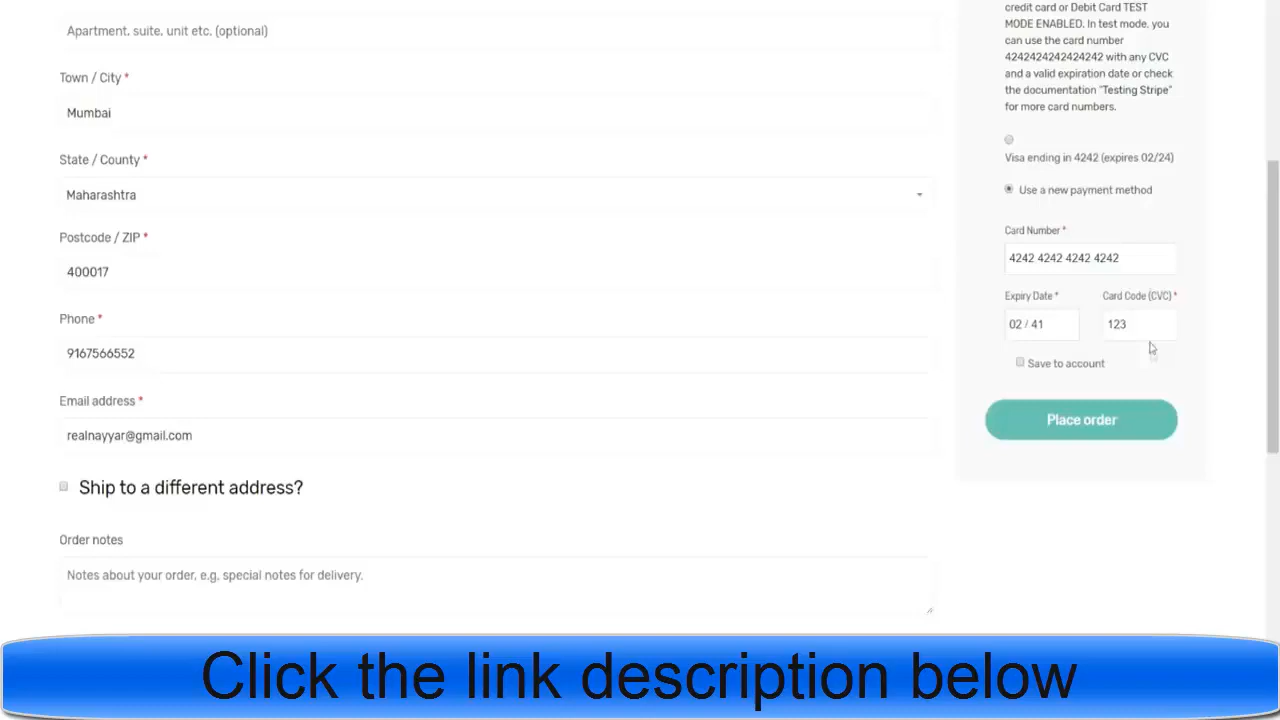 Apartment, suite, unit etc. (optional)
Town / City *
Mumbai
State / County *
Maharashtra
Postcode / ZIP *
400017
Phone *
9167566552
Email address *
realnayyar@gmail.com
Ship to a different address?
Order notes
Notes about your order, e.g. special notes for delivery.
credit card or Debit Card TEST
MODE ENABLED. In test mode, you
can use the card number
4242424242424242 with any CVC
and a valid expiration date or check
the documentation "Testing Stripe"
for more card numbers.
Visa ending in 4242 (expires 02/24)
Use a new payment method
Card Number *
4242 4242 4242 4242
Expiry Date * Card Code (CVC) *
02 / 41 123
Save to account
Place order
Click the link description below